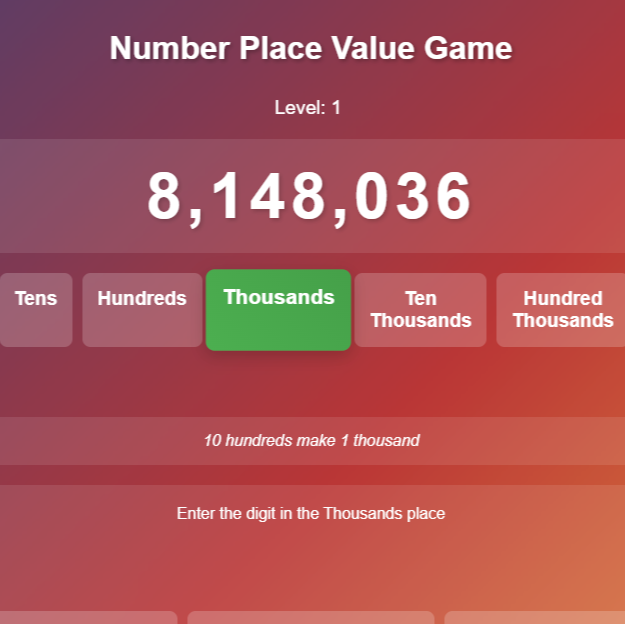 Number Place Value Game
Level: 1
8,148,036
Tens
Hundreds
Thousands
Ten
Thousands
Hundred
Thousands
10 hundreds make 1 thousand
Enter the digit in the Thousands place